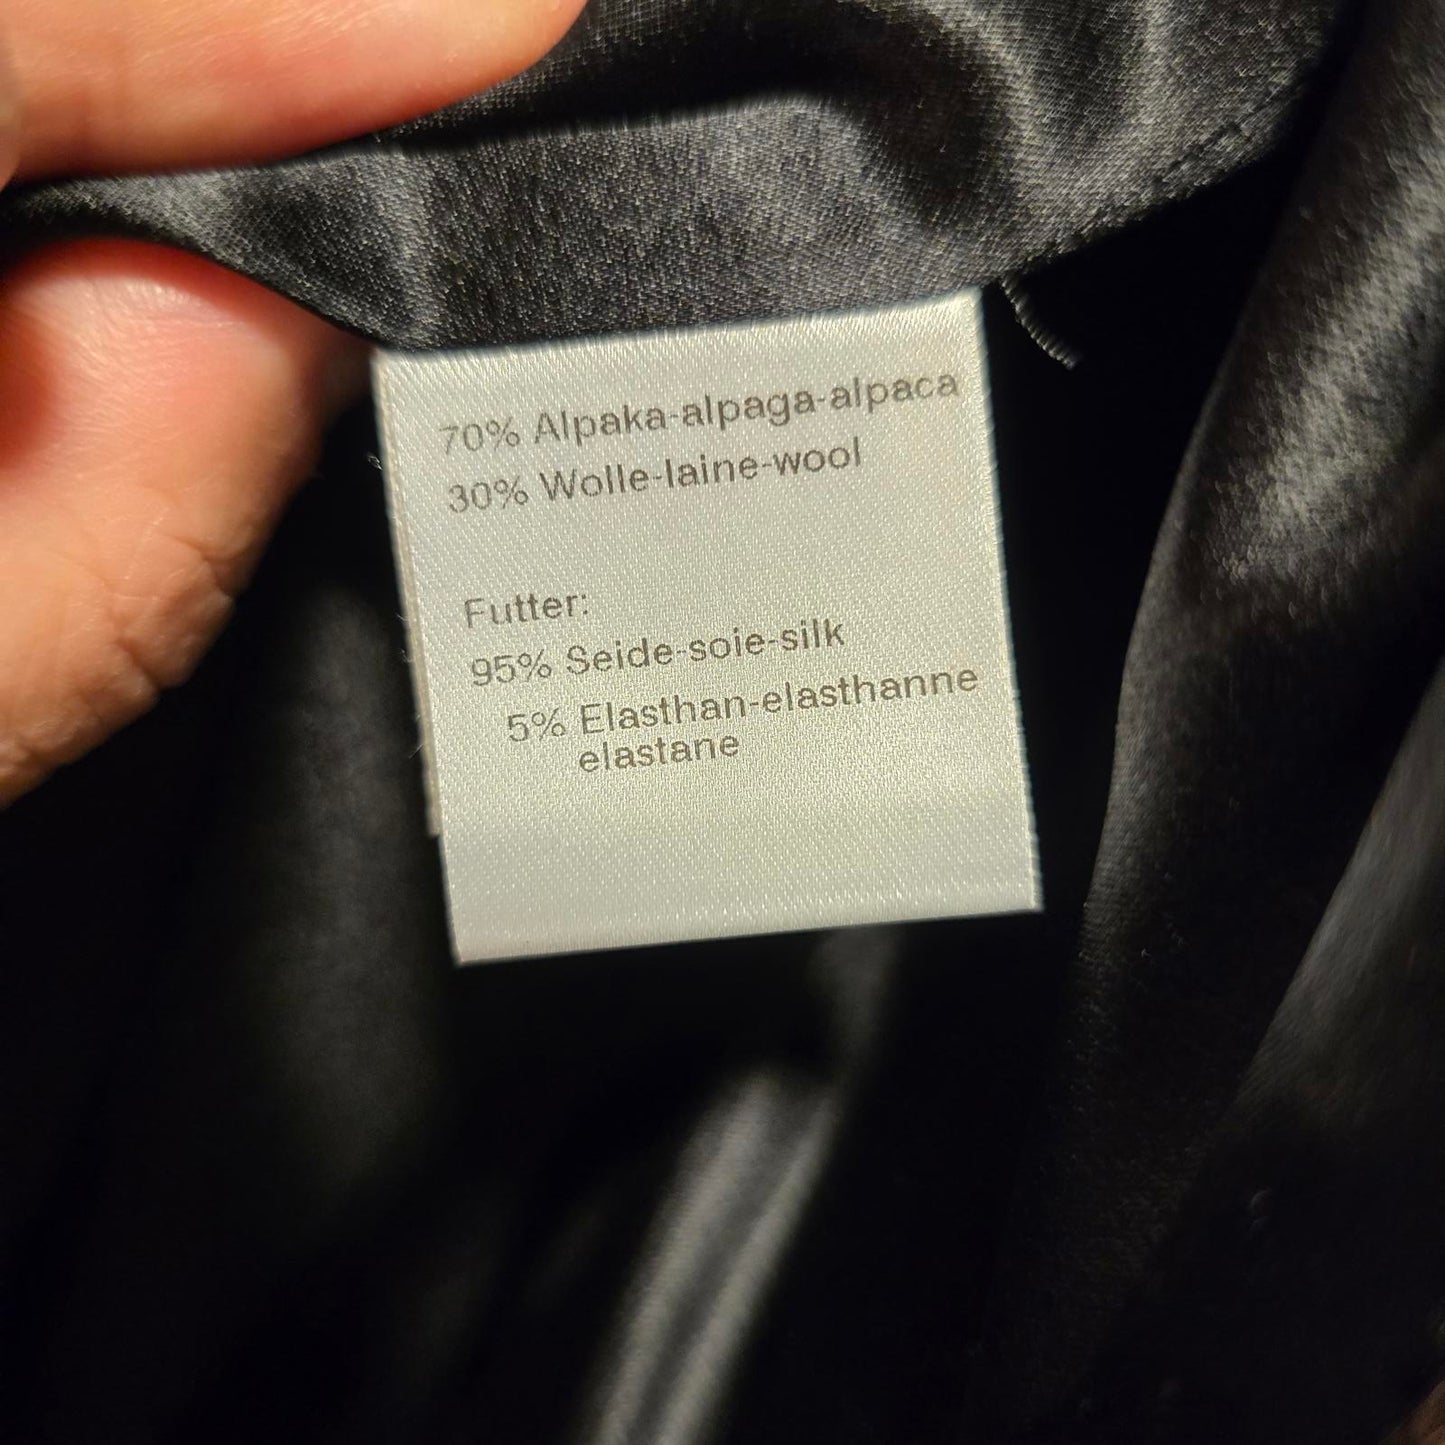 70% Alpaka-alpaga-alpaca
30% Wolle-laine-wool
Futter:
95% Seide-soie-silk
5% Elasthan-elasthanne
elastane